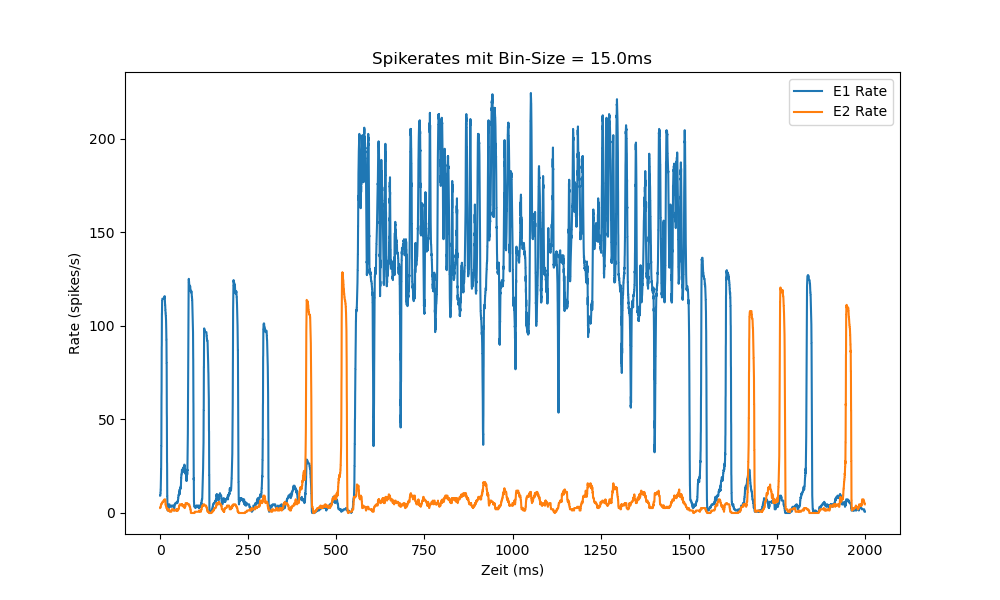 Spikerates mit Bin-Size = 15.0ms
E1 Rate
E2 Rate
Rate (spikes/s)
200
150
100
50
0
0 250 500 750 1000 1250 1500 1750 2000
Zeit (ms)